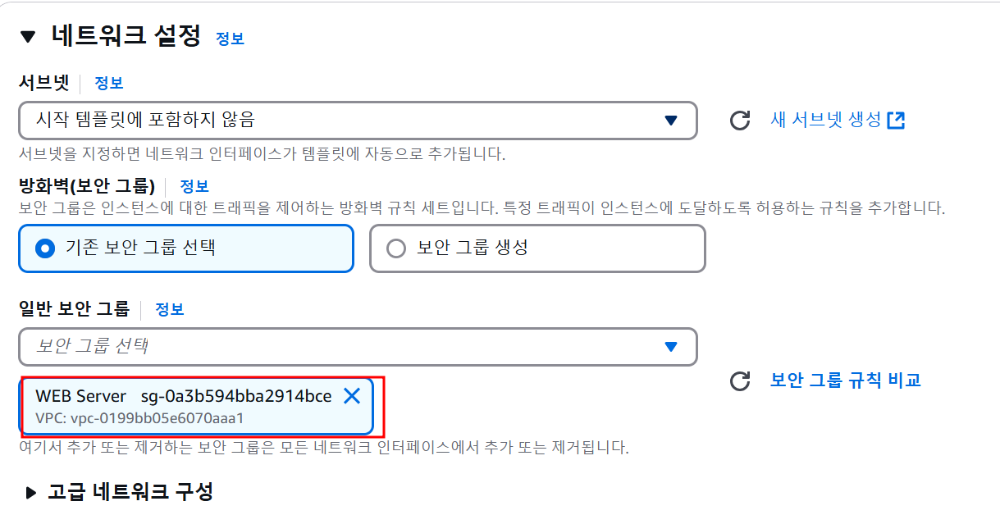 네트워크 설정 정보
서브넷 정보
시작 템플릿에 포함하지 않음
새 서브넷 생성
서브넷을 지정하면 네트워크 인터페이스가 템플릿에 자동으로 추가됩니다.
방화벽(보안 그룹) 정보
보안 그룹은 인스턴스에 대한 트래픽을 제어하는 방화벽 규칙 세트입니다. 특정 트래픽이 인스턴스에 도달하도록 허용하는 규칙을 추가합니다.
기존 보안 그룹 선택
보안 그룹 생성
일반 보안 그룹 정보
보안 그룹 선택
WEB Server sg-0a3b594bba2914bce
VPC: vpc-0199bb05e6070aaa1
보안 그룹 규칙 비교
여기서 추가 또는 제거하는 보안 그룹은 모든 네트워크 인터페이스에서 추가 또는 제거됩니다.
고급 네트워크 구성